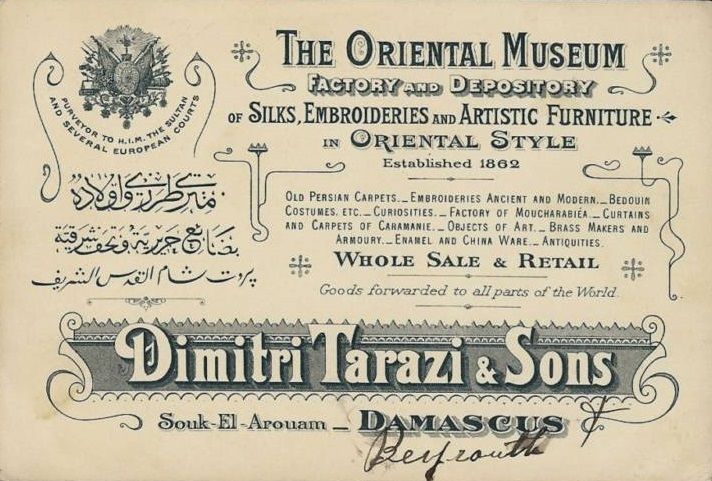 PURVEYOR TO H.I.M. THE SULTAN
AND SEVERAL EUROPEAN COURTS
متري طرزي واولاده
بضائع حريرية وتحف شرقية
بيروت شام القدس الشريف
THE ORIENTAL MUSEUM
FACTORY AND DEPOSITORY
OF SILKS, EMBROIDERIES AND ARTISTIC FURNITURE
IN ORIENTAL STYLE
Established 1862
OLD PERSIAN CARPETS._ EMBROIDERIES ANCIENT AND MODERN._ BEDOUIN
COSTUMES, ETC._ CURIOSITIES._ FACTORY OF MOUCHARABIÉA._ CURTAINS
AND CARPETS OF CARAMANIE._ OBJECTS OF ART._ BRASS MAKERS AND
ARMOURY._ ENAMEL AND CHINA WARE._ ANTIQUITIES.
WHOLE SALE & RETAIL
Goods forwarded to all parts of the World.
Dimitri Tarazi & Sons
Souk-El-Arouam _ DAMASCUS &
Beyrouth